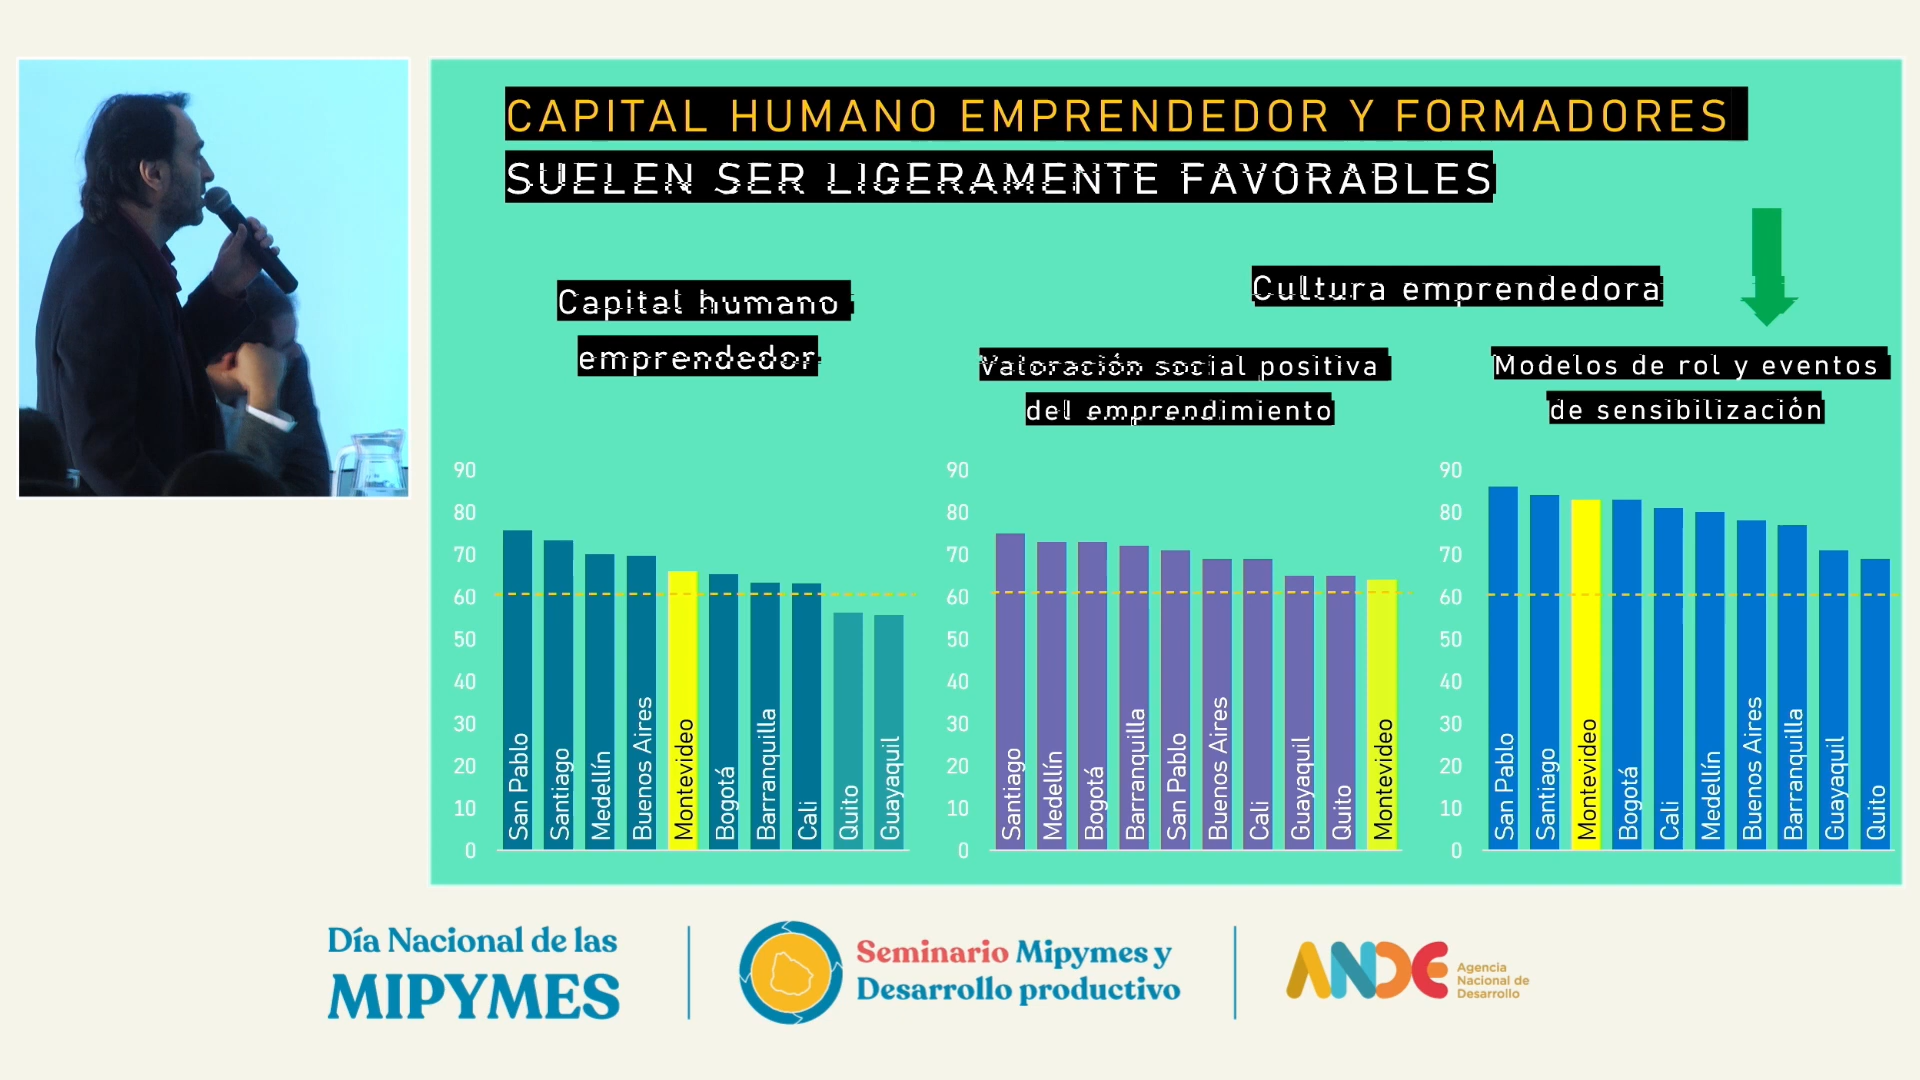 CAPITAL HUMANO EMPRENDEDOR Y FORMADORES
SUELEN SER LIGERAMENTE FAVORABLES
Capital humano
emprendedor
Cultura emprendedora
Valoración social positiva
del emprendimiento
Modelos de rol y eventos
de sensibilización
90
80
70
60
50
40
30
20
10
0
San Pablo
Santiago
Medellín
Buenos Aires
Montevideo
Bogotá
Barranquilla
Cali
Quito
Guayaquil
90
80
70
60
50
40
30
20
10
0
Santiago
Medellín
Bogotá
Barranquilla
San Pablo
Buenos Aires
Cali
Guayaquil
Quito
Montevideo
90
80
70
60
50
40
30
20
10
0
San Pablo
Santiago
Montevideo
Bogotá
Cali
Medellín
Buenos Aires
Barranquilla
Guayaquil
Quito
Día Nacional de las
MIPYMES
Seminario Mipymes y
Desarrollo productivo
ANDE
Agencia
Nacional de
Desarrollo